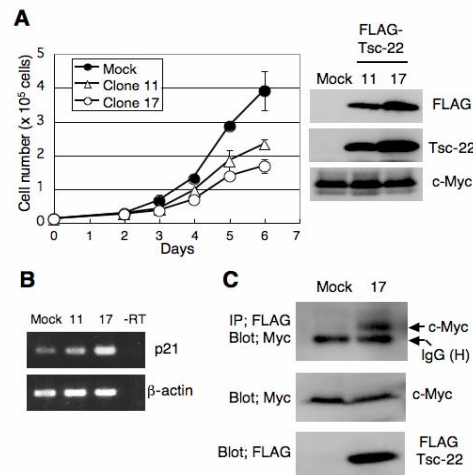 A
Cell number (x 10⁵ cells)
5
4
3
2
1
0
Mock
Clone 11
Clone 17
0 1 2 3 4 5 6 7
Days
FLAG-
Tsc-22
Mock 11 17
FLAG
Tsc-22
c-Myc
B
Mock 11 17 -RT
p21
β-actin
C
Mock 17
IP; FLAG
Blot; Myc
c-Myc
IgG (H)
Blot; Myc
c-Myc
Blot; FLAG
FLAG
Tsc-22